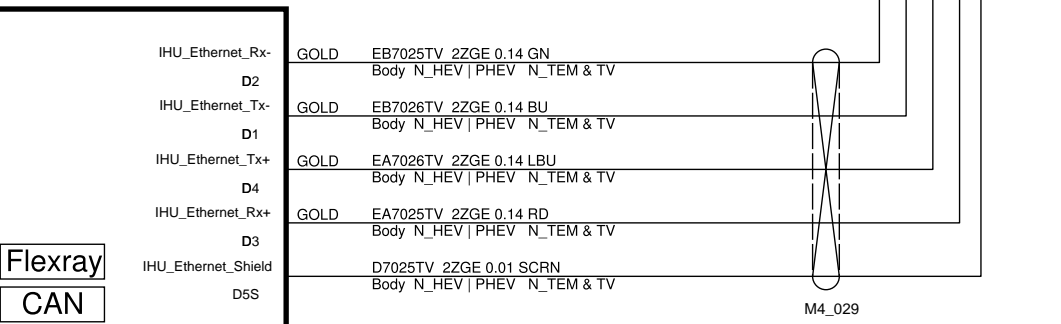 IHU_Ethernet_Rx- GOLD EB7025TV 2ZGE 0.14 GN
Body N_HEV | PHEV N_TEM & TV
D2
IHU_Ethernet_Tx- GOLD EB7026TV 2ZGE 0.14 BU
Body N_HEV | PHEV N_TEM & TV
D1
IHU_Ethernet_Tx+ GOLD EA7026TV 2ZGE 0.14 LBU
Body N_HEV | PHEV N_TEM & TV
D4
IHU_Ethernet_Rx+ GOLD EA7025TV 2ZGE 0.14 RD
Body N_HEV | PHEV N_TEM & TV
D3
Flexray
IHU_Ethernet_Shield D7025TV 2ZGE 0.01 SCRN
Body N_HEV | PHEV N_TEM & TV
D5S
CAN
M4_029